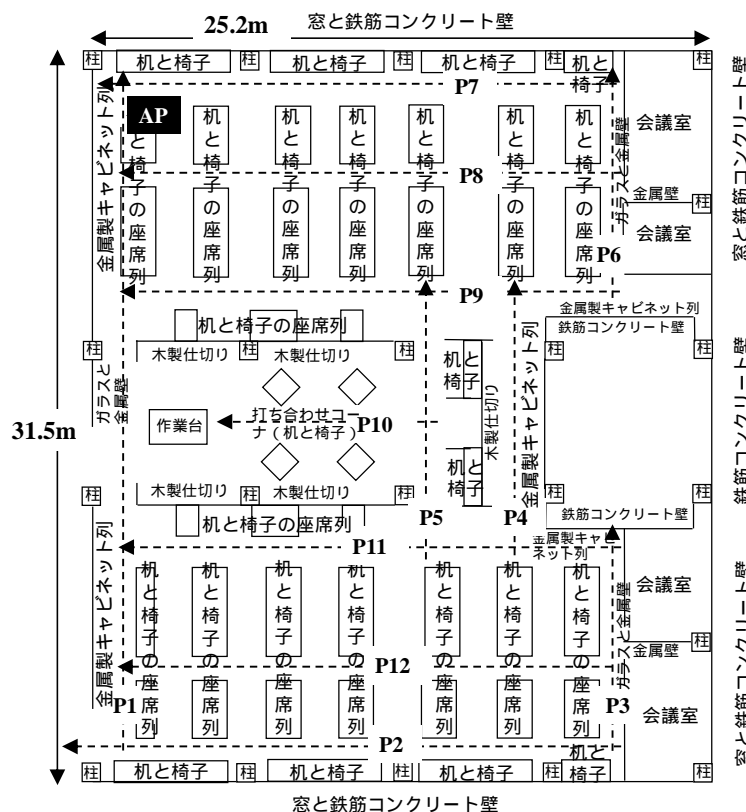 窓と鉄筋コンクリート壁
25.2m
柱 机と椅子 柱 机と椅子 柱 机と椅子 柱 机と椅子 柱
P7
AP
金属製キャビネット列
机と椅子の座席列
机と椅子の座席列
机と椅子の座席列
机と椅子の座席列
机と椅子の座席列
机と椅子の座席列
机と椅子の座席列
ガラスと金属壁
会議室
窓と鉄筋コンクリート壁
P8
金属壁
柱
会議室
P6
P9
金属製キャビネット列
鉄筋コンクリート壁
机と椅子の座席列
柱 木製仕切り 柱 木製仕切り 柱
机と椅子
金属製キャビネット列
柱 柱
ガラスと金属壁
31.5m
作業台
打ち合わせコーナ(机と椅子)
P10
木製仕切り
鉄筋コンクリート壁
机と椅子
柱 木製仕切り 柱 木製仕切り 柱
柱 柱
机と椅子の座席列
P5
P4
鉄筋コンクリート壁
P11
金属製キャビネット列
金属製キャビネット列
机と椅子の座席列
机と椅子の座席列
机と椅子の座席列
机と椅子の座席列
机と椅子の座席列
机と椅子の座席列
机と椅子の座席列
ガラスと金属壁
会議室
窓と鉄筋コンクリート壁
柱
金属壁
P12
P1
P3
会議室
P2
柱 机と椅子 柱 机と椅子 柱 机と椅子 柱 机と椅子 柱
窓と鉄筋コンクリート壁